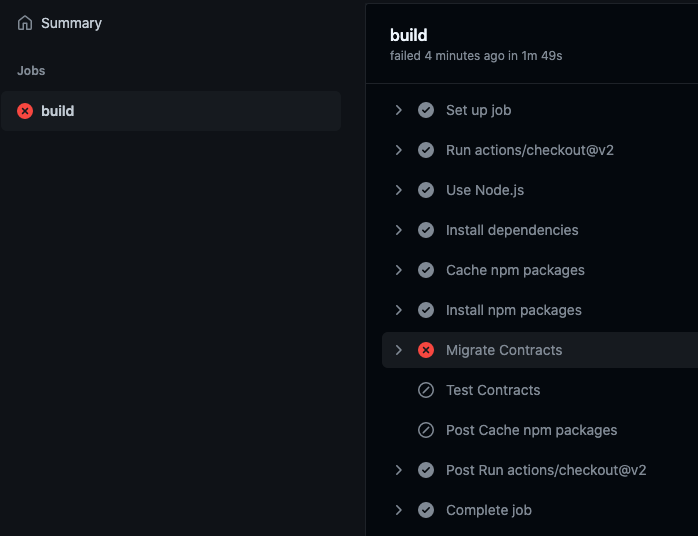 Summary
Jobs
build
build
failed 4 minutes ago in 1m 49s
Set up job
Run actions/checkout@v2
Use Node.js
Install dependencies
Cache npm packages
Install npm packages
Migrate Contracts
Test Contracts
Post Cache npm packages
Post Run actions/checkout@v2
Complete job